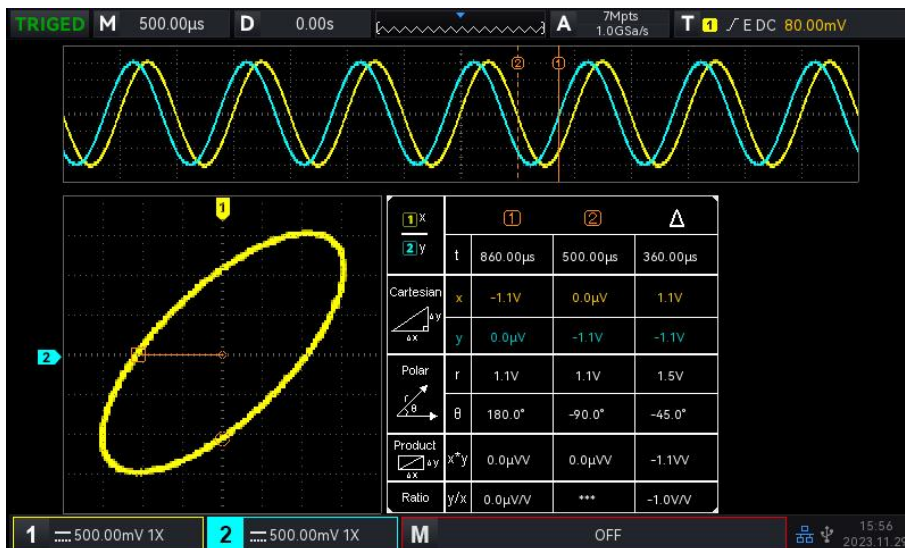 TRIGED M 500.00µs D 0.00s A 7Mpts 1.0GSa/s T 1 E DC 80.00mV
2 1
1
2
1 x 1 2 Δ
2 y t 860.00µs 500.00µs 360.00µs
Cartesian x -1.1V 0.0µV 1.1V
Δy
Δx y 0.0µV -1.1V -1.1V
Polar r 1.1V 1.1V 1.5V
r θ θ 180.0° -90.0° -45.0°
Product x*y 0.0µVV 0.0µVV -1.1VV
Δy
Δx
Ratio y/x 0.0µV/V *** -1.0V/V
1 500.00mV 1X 2 500.00mV 1X M OFF 15:56
2023.11.29